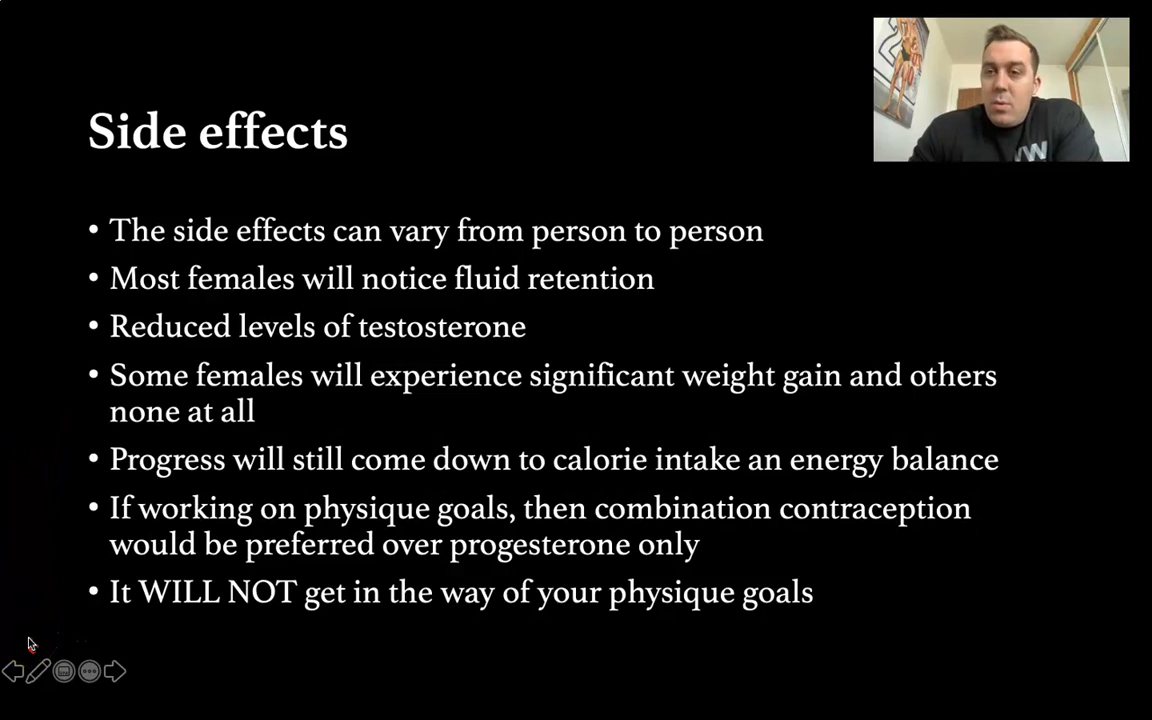 Side effects
• The side effects can vary from person to person
• Most females will notice fluid retention
• Reduced levels of testosterone
• Some females will experience significant weight gain and others
none at all
• Progress will still come down to calorie intake an energy balance
• If working on physique goals, then combination contraception
would be preferred over progesterone only
• It WILL NOT get in the way of your physique goals